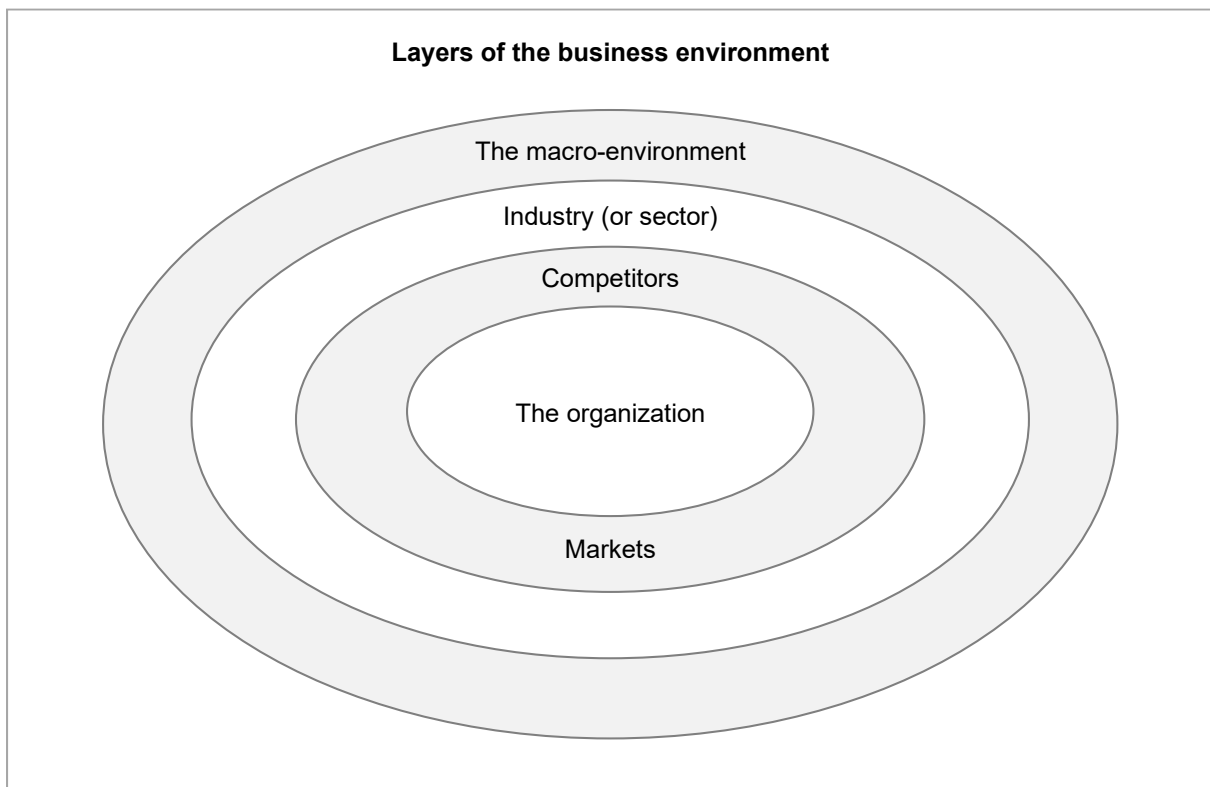 Layers of the business environment
The macro-environment
Industry (or sector)
Competitors
The organization
Markets